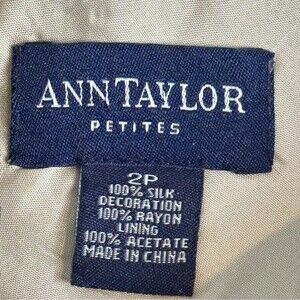 ANN TAYLOR
PETITES
2P
100% SILK
DECORATION
100% RAYON
LINING
100% ACETATE
MADE IN CHINA